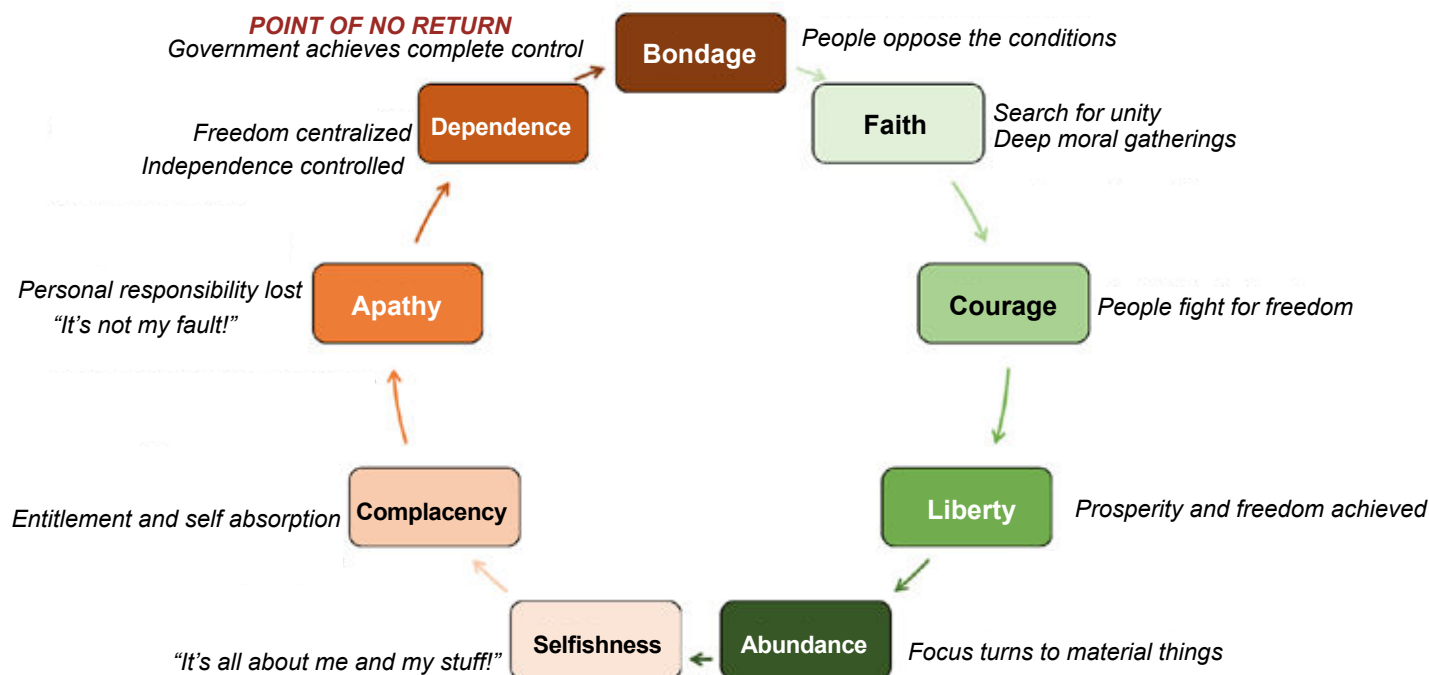 POINT OF NO RETURN
Government achieves complete control
Bondage
People oppose the conditions
Faith
Search for unity
Deep moral gatherings
Courage
People fight for freedom
Liberty
Prosperity and freedom achieved
Abundance
Focus turns to material things
Selfishness
“It’s all about me and my stuff!”
Complacency
Entitlement and self absorption
Apathy
Personal responsibility lost
“It’s not my fault!”
Dependence
Freedom centralized
Independence controlled